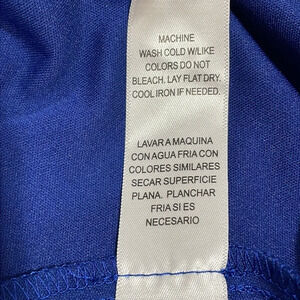 MACHINE
WASH COLD W/LIKE
COLORS DO NOT
BLEACH. LAY FLAT DRY.
COOL IRON IF NEEDED.
LAVAR A MAQUINA
CON AGUA FRIA CON
COLORES SIMILARES
SECAR SUPERFICIE
PLANA. PLANCHAR
FRIA SI ES
NECESARIO